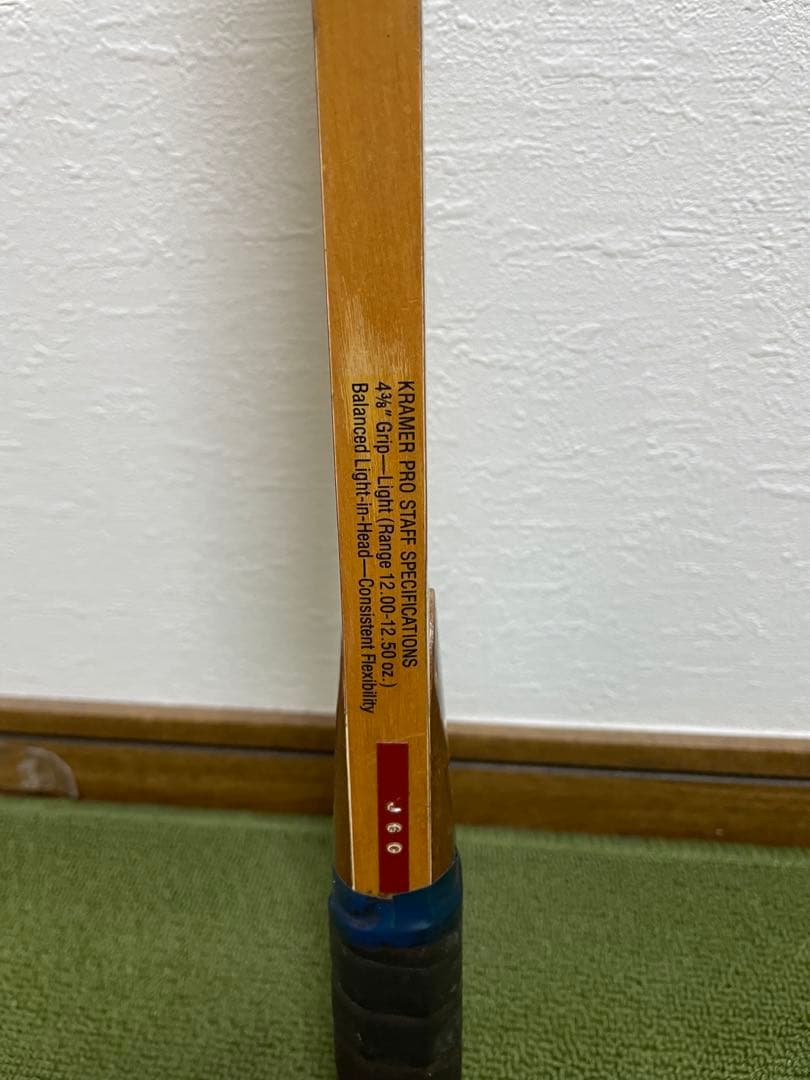 KRAMER PRO STAFF SPECIFICATIONS
4⅜" Grip—Light (Range 12.00-12.50 oz.)
Balanced Light-in-Head—Consistent Flexibility
J G C